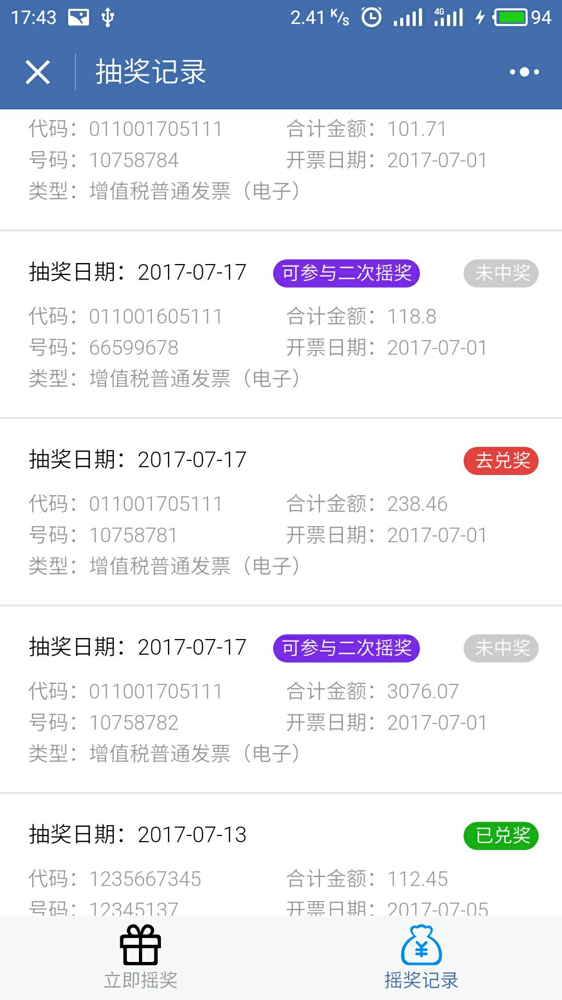 17:43 2.41 K/s 4G 94
抽奖记录
代码：011001705111 合计金额：101.71
号码：10758784 开票日期：2017-07-01
类型：增值税普通发票（电子）
抽奖日期：2017-07-17 可参与二次摇奖 未中奖
代码：011001605111 合计金额：118.8
号码：66599678 开票日期：2017-07-01
类型：增值税普通发票（电子）
抽奖日期：2017-07-17 去兑奖
代码：011001705111 合计金额：238.46
号码：10758781 开票日期：2017-07-01
类型：增值税普通发票（电子）
抽奖日期：2017-07-17 可参与二次摇奖 未中奖
代码：011001705111 合计金额：3076.07
号码：10758782 开票日期：2017-07-01
类型：增值税普通发票（电子）
抽奖日期：2017-07-13 已兑奖
代码：1235667345 合计金额：112.45
号码：12345137 开票日期：2017-07-05
立即摇奖 摇奖记录